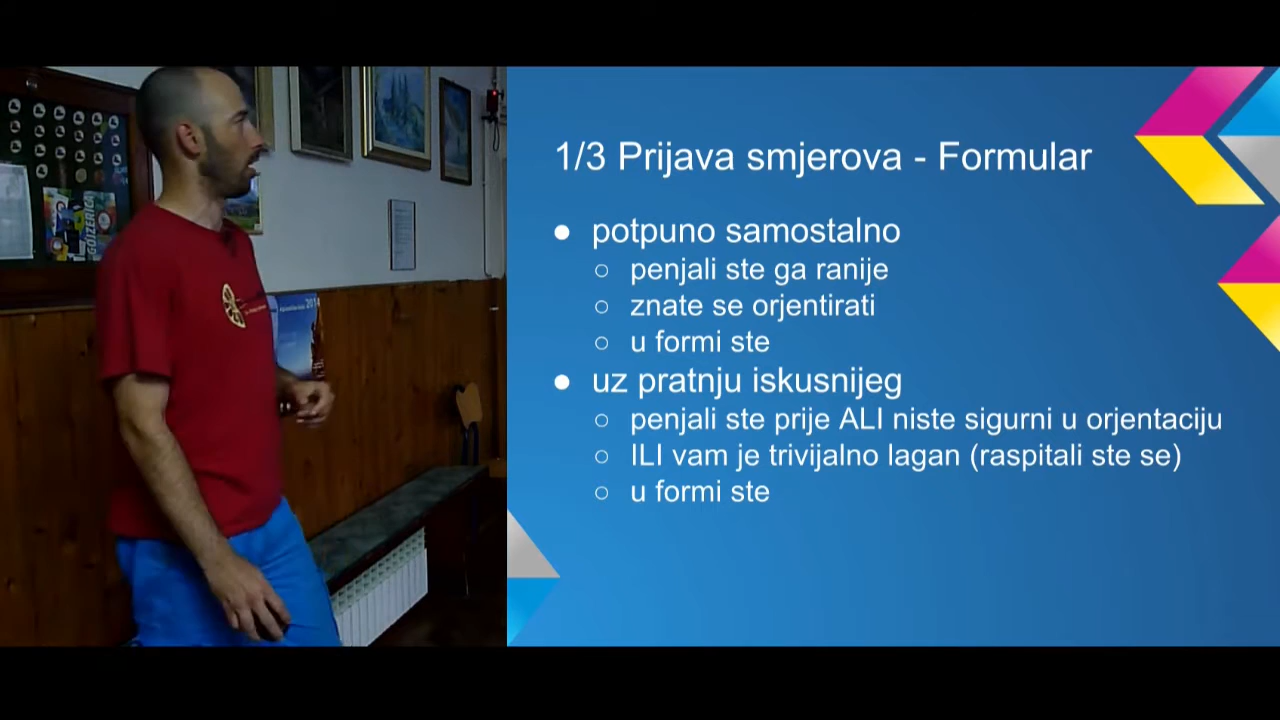 1/3 Prijava smjerova - Formular
● potpuno samostalno
○ penjali ste ga ranije
○ znate se orjentirati
○ u formi ste
● uz pratnju iskusnijeg
○ penjali ste prije ALI niste sigurni u orjentaciju
○ ILI vam je trivijalno lagan (raspitali ste se)
○ u formi ste
GOIZERIGA